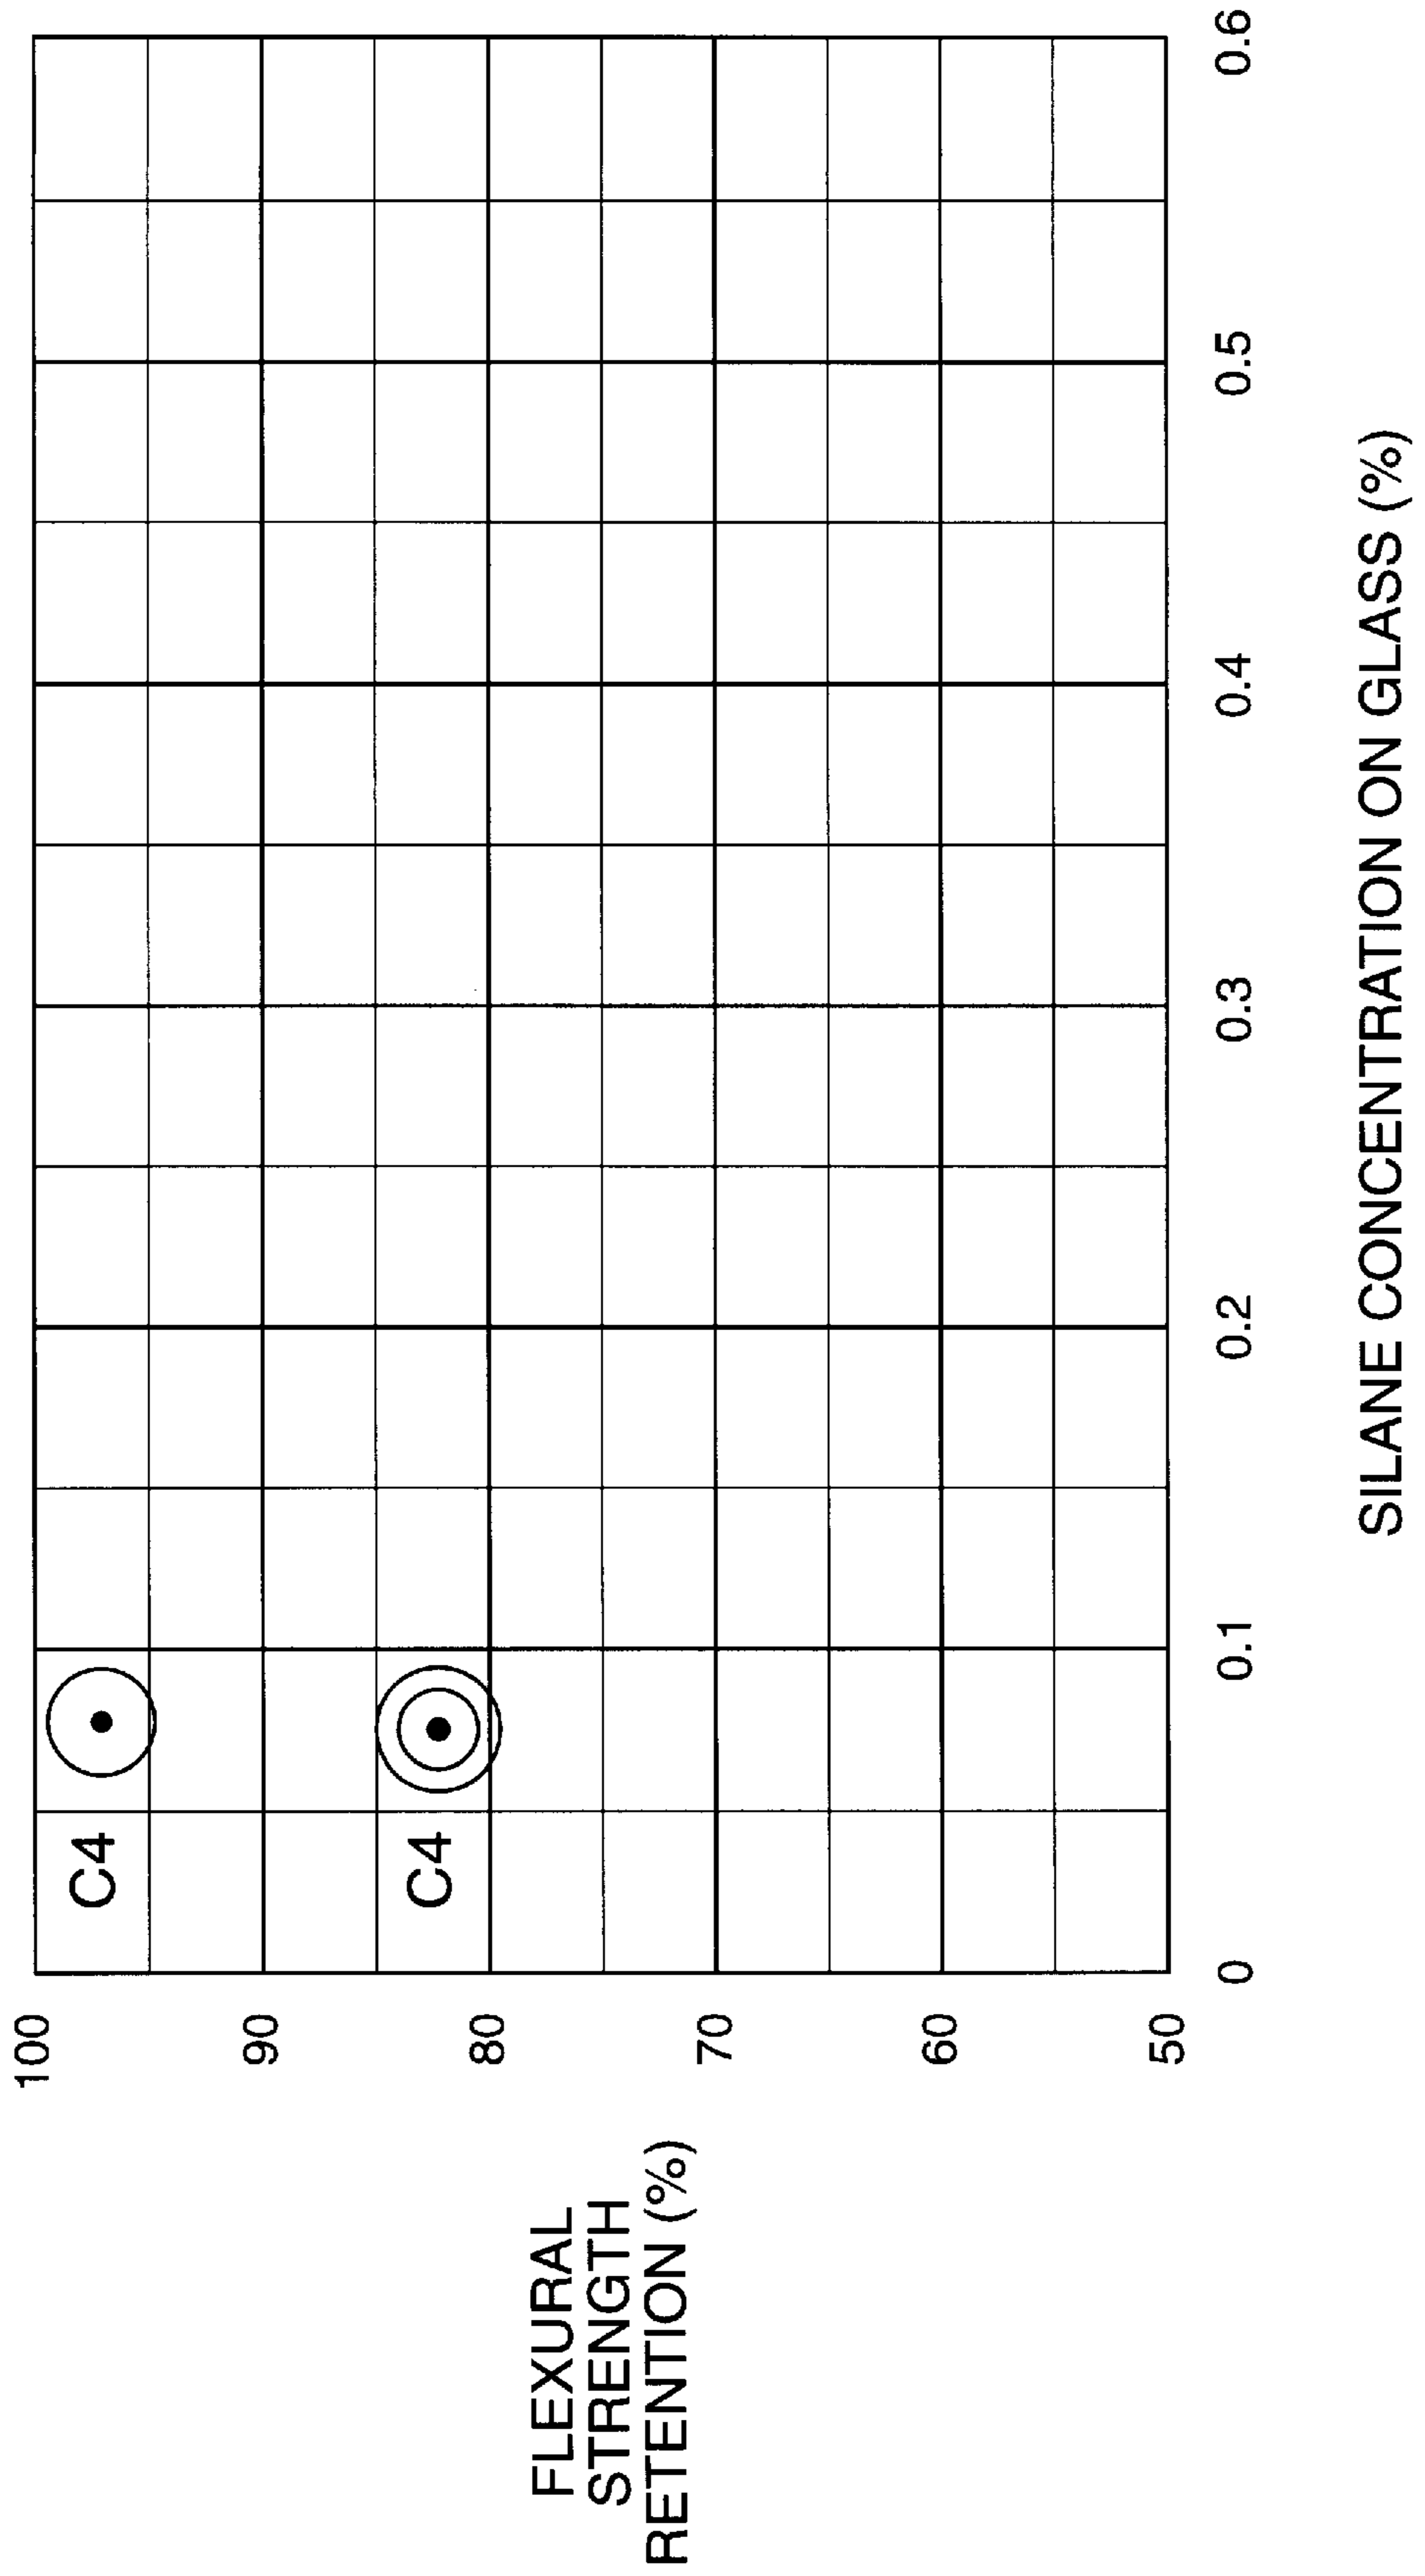 FLEXURAL
STRENGTH
RETENTION (%)
100
90
80
70
60
50
C4
C4
0
0.1
0.2
0.3
0.4
0.5
0.6
SILANE CONCENTRATION ON GLASS (%)